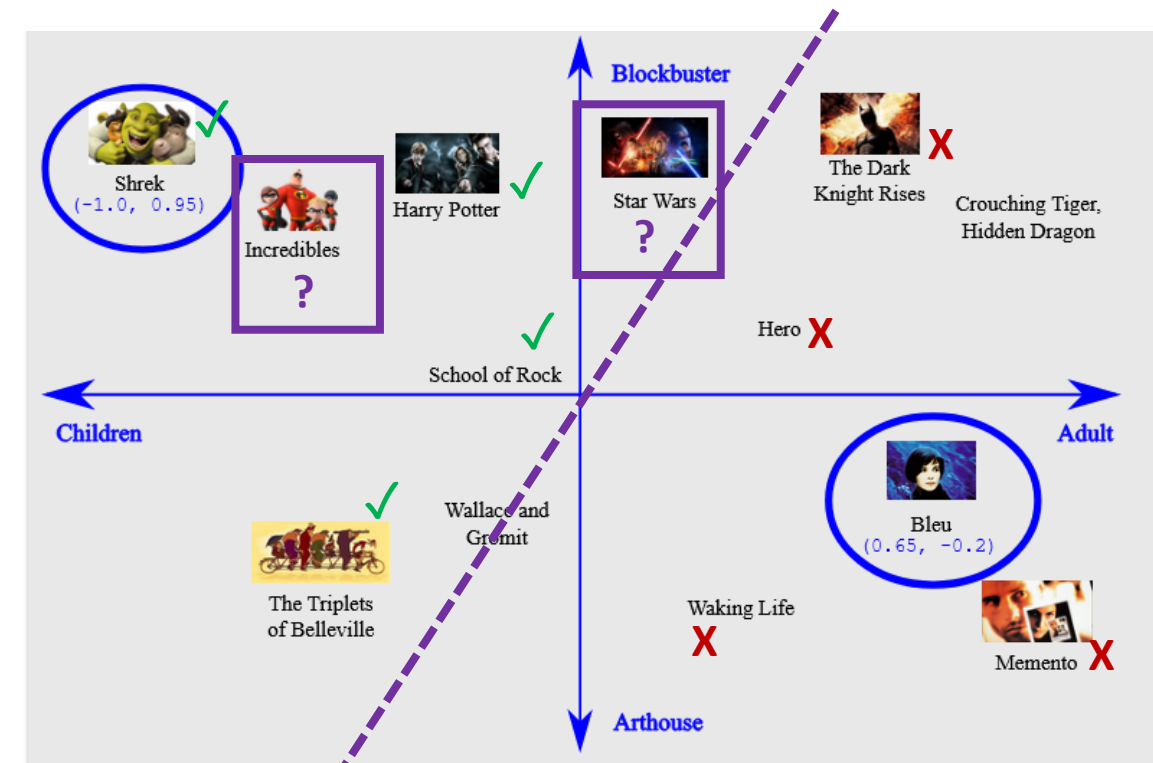 Blockbuster
Shrek
(-1.0, 0.95)
Incredibles
?
Harry Potter
Star Wars
?
The Dark
Knight Rises
X
Crouching Tiger,
Hidden Dragon
School of Rock
Hero X
Children
Adult
Wallace and
Gromit
Bleu
(0.65, -0.2)
The Triplets
of Belleville
Waking Life
X
Memento X
Arthouse